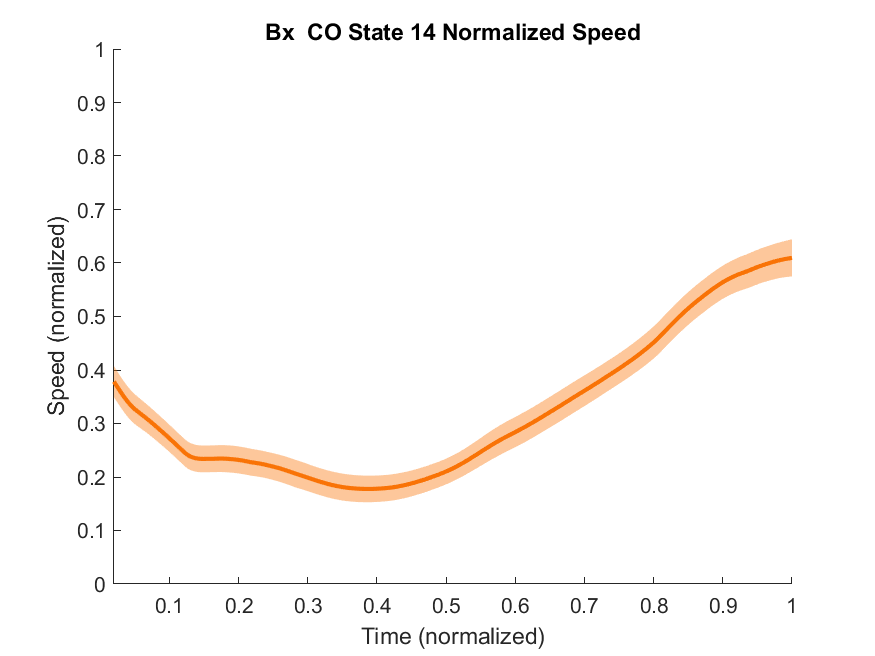 Bx  CO State 14 Normalized Speed
1
0.9
0.8
0.7
0.6
0.5
0.4
0.3
0.2
0.1
0
Speed (normalized)
0.1 0.2 0.3 0.4 0.5 0.6 0.7 0.8 0.9 1
Time (normalized)